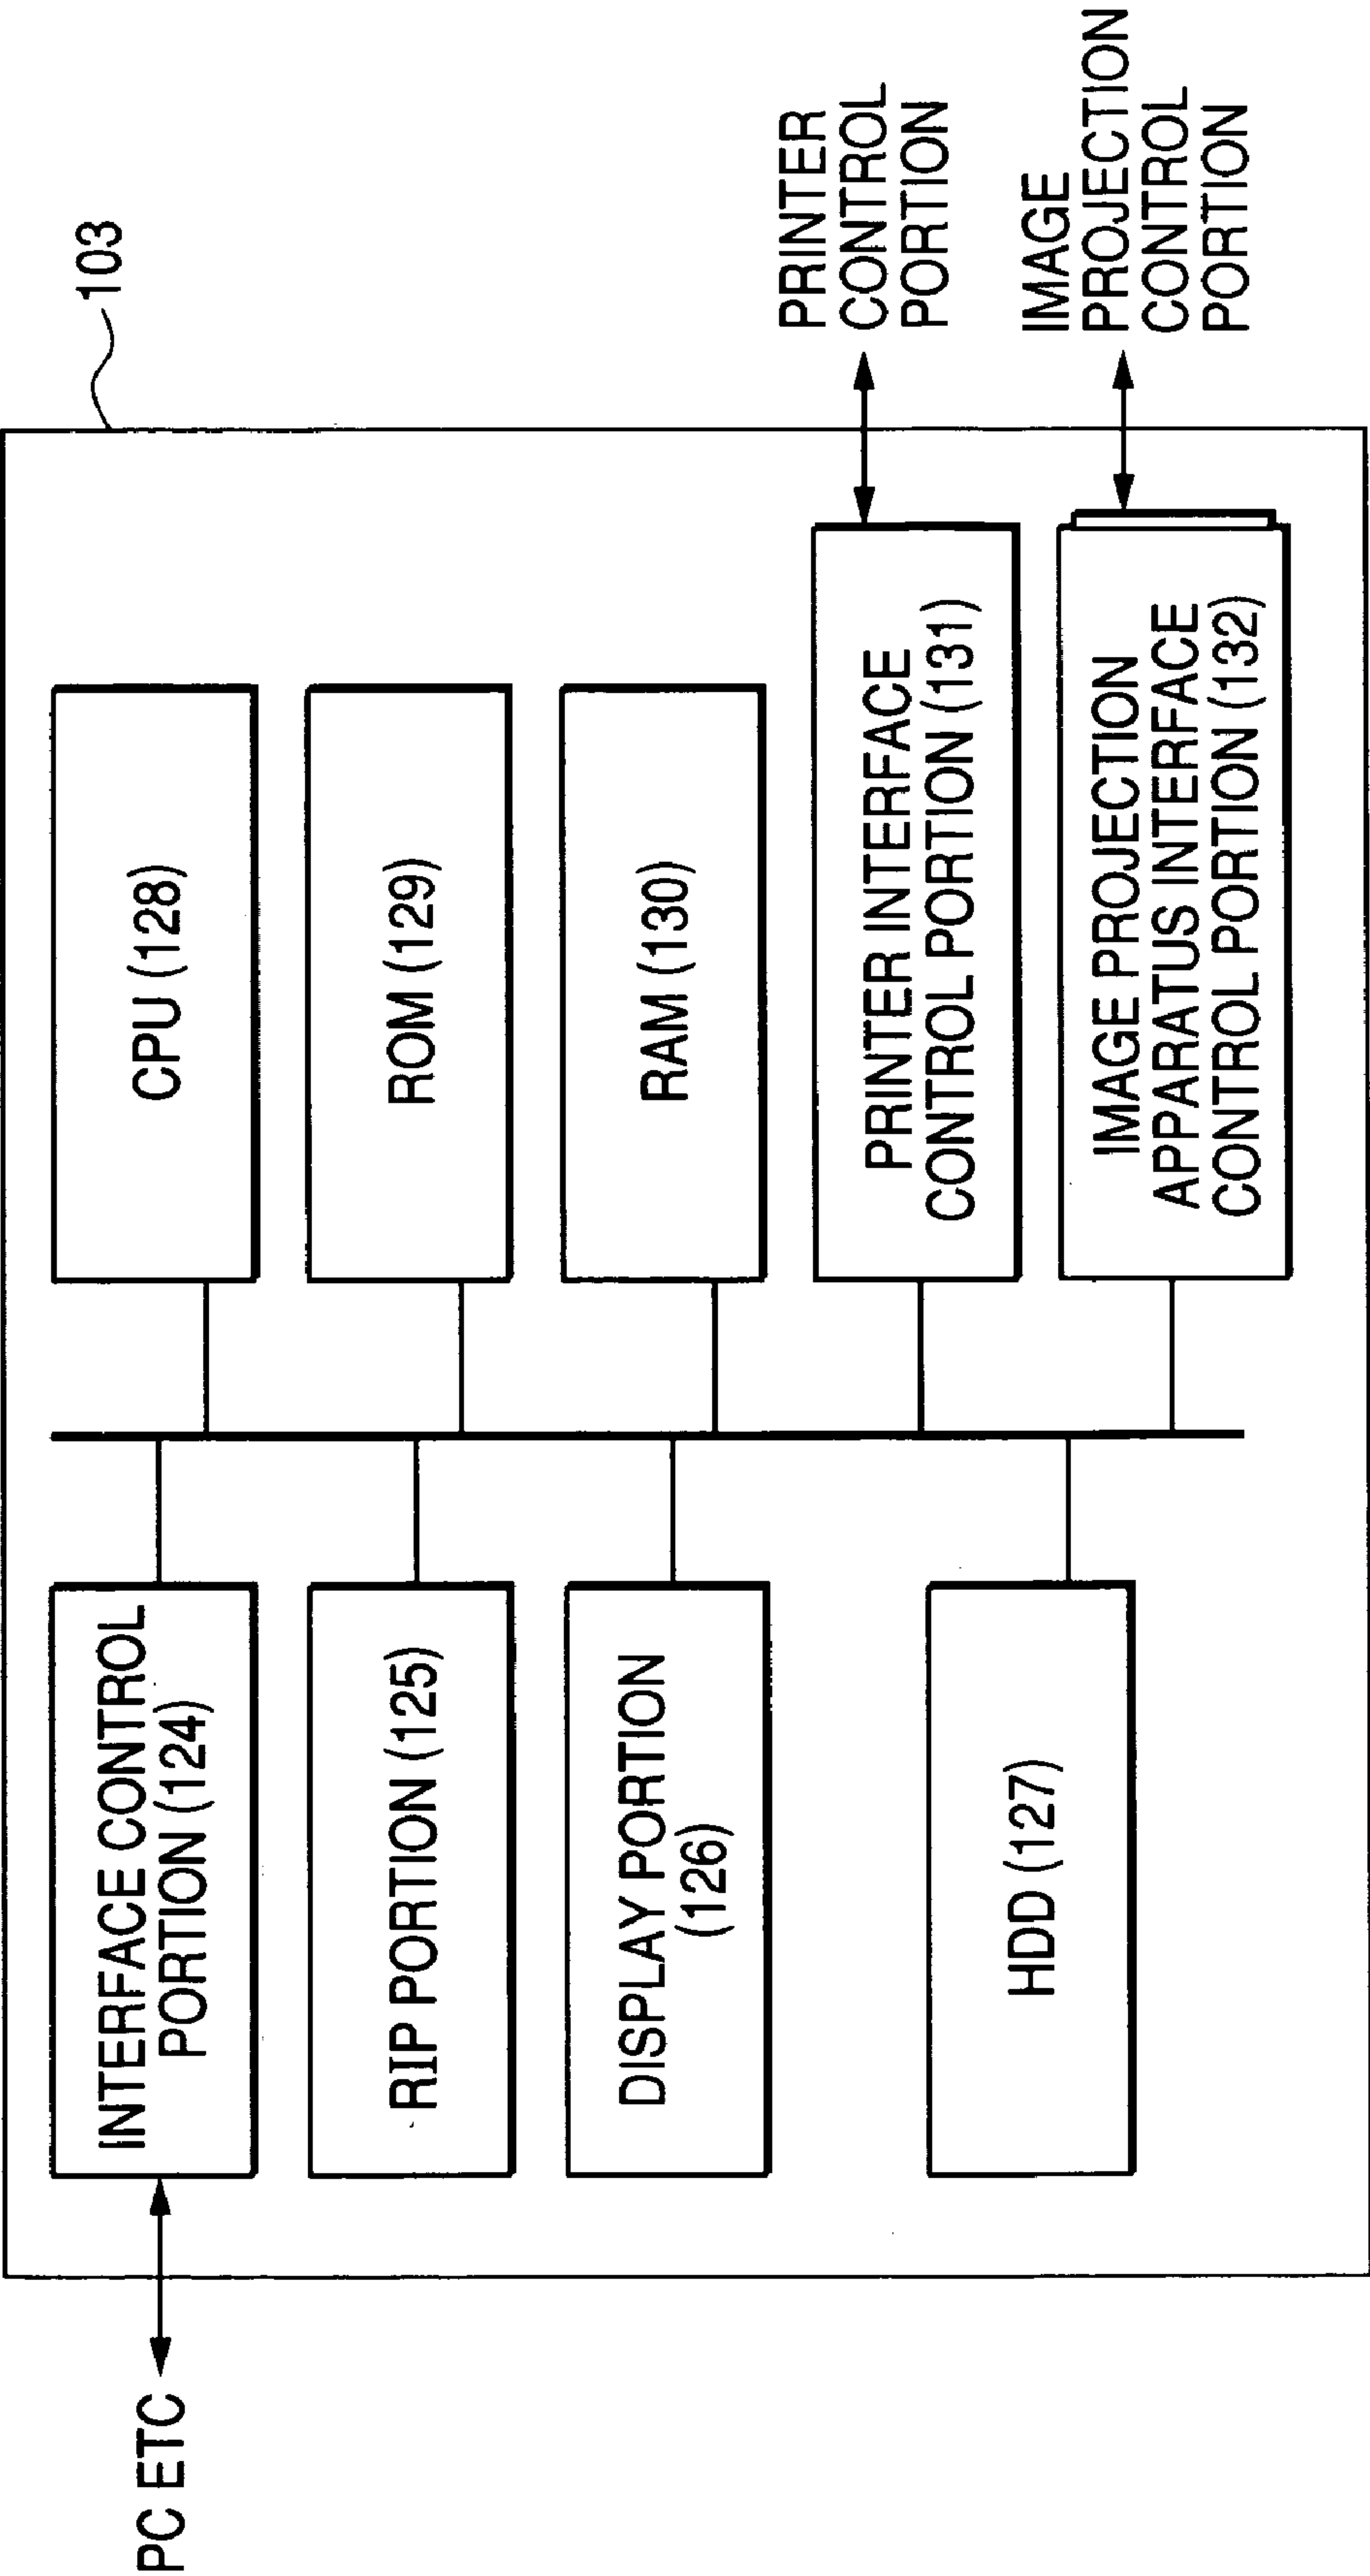 103
PC ETC
INTERFACE CONTROL
PORTION (124)
RIP PORTION (125)
DISPLAY PORTION
(126)
HDD (127)
CPU (128)
ROM (129)
RAM (130)
PRINTER INTERFACE
CONTROL PORTION (131)
IMAGE PROJECTION
APPARATUS INTERFACE
CONTROL PORTION (132)
PRINTER
CONTROL
PORTION
IMAGE
PROJECTION
CONTROL
PORTION